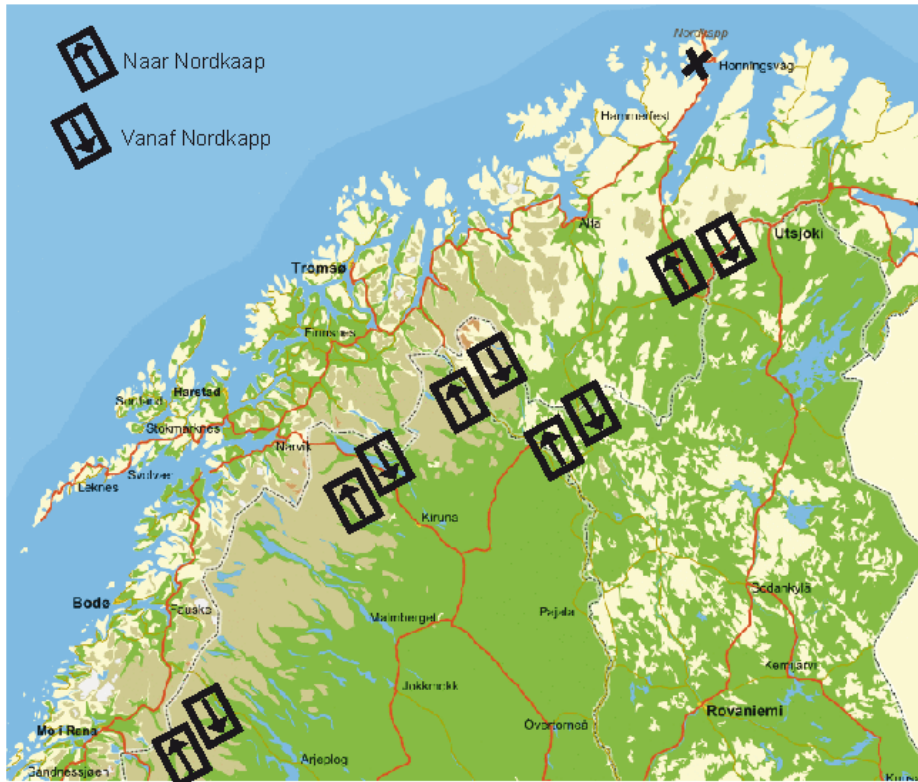 Nordkapp
Naar Nordkaap
Honningsvåg
Hammerfest
Vanaf Nordkapp
Alta
Utsjoki
Tromsø
Finnsnes
Harstad
Sortland
Stokmarknes
Narvik
Svolvær
Leknes
Kiruna
Bodø
Fauske
Sodankylä
Malmberget
Pajala
Kemijärvi
Jokkmokk
Rovaniemi
Mo i Rana
Övertorneå
Sandnessjøen
Arjeplog